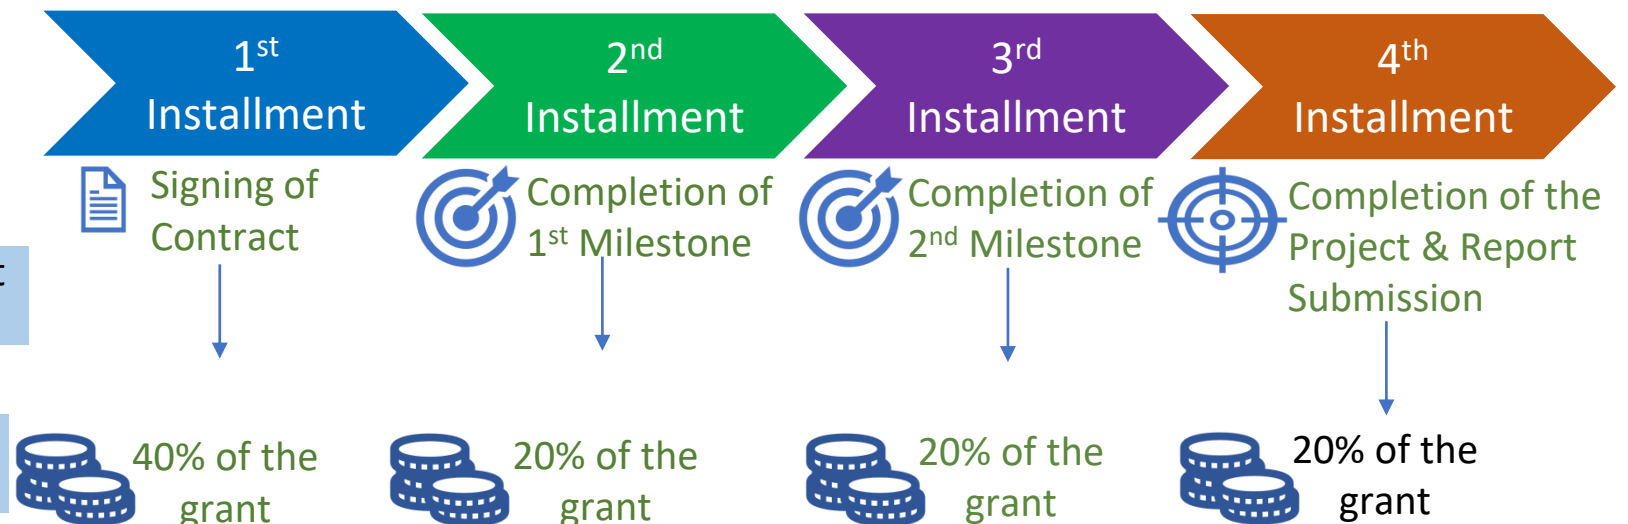 1st
Installment
2nd
Installment
3rd
Installment
4th
Installment
Signing of
Contract
Completion of
1st Milestone
Completion of
2nd Milestone
Completion of the
Project & Report
Submission
40% of the
grant
20% of the
grant
20% of the
grant
20% of the
grant